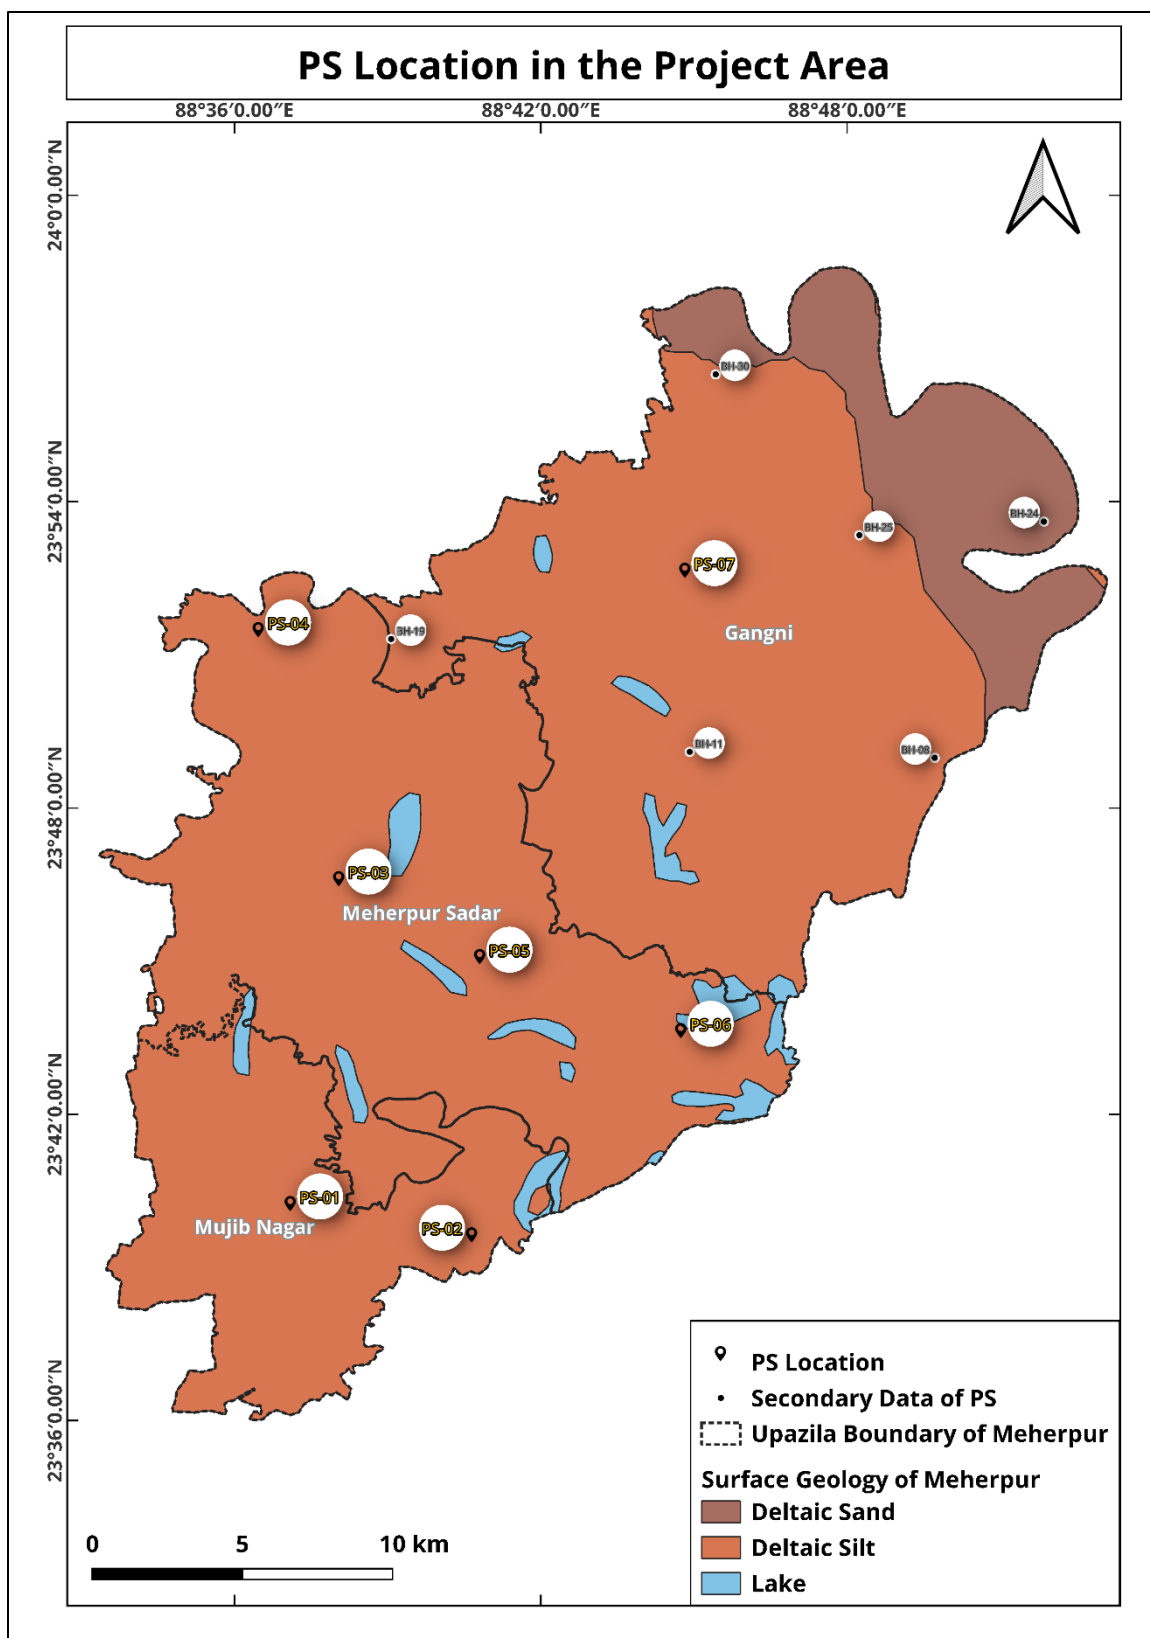 PS Location in the Project Area
88°36′0.00″E
88°42′0.00″E
88°48′0.00″E
24°0′0.00″N
23°54′0.00″N
23°48′0.00″N
23°42′0.00″N
23°36′0.00″N
BH-30
BH-24
BH-25
PS-07
PS-04
BH-19
Gangni
BH-11
BH-08
PS-03
Meherpur Sadar
PS-05
PS-06
PS-01
Mujib Nagar
PS-02
PS Location
Secondary Data of PS
Upazila Boundary of Meherpur
Surface Geology of Meherpur
Deltaic Sand
Deltaic Silt
Lake
0 5 10 km